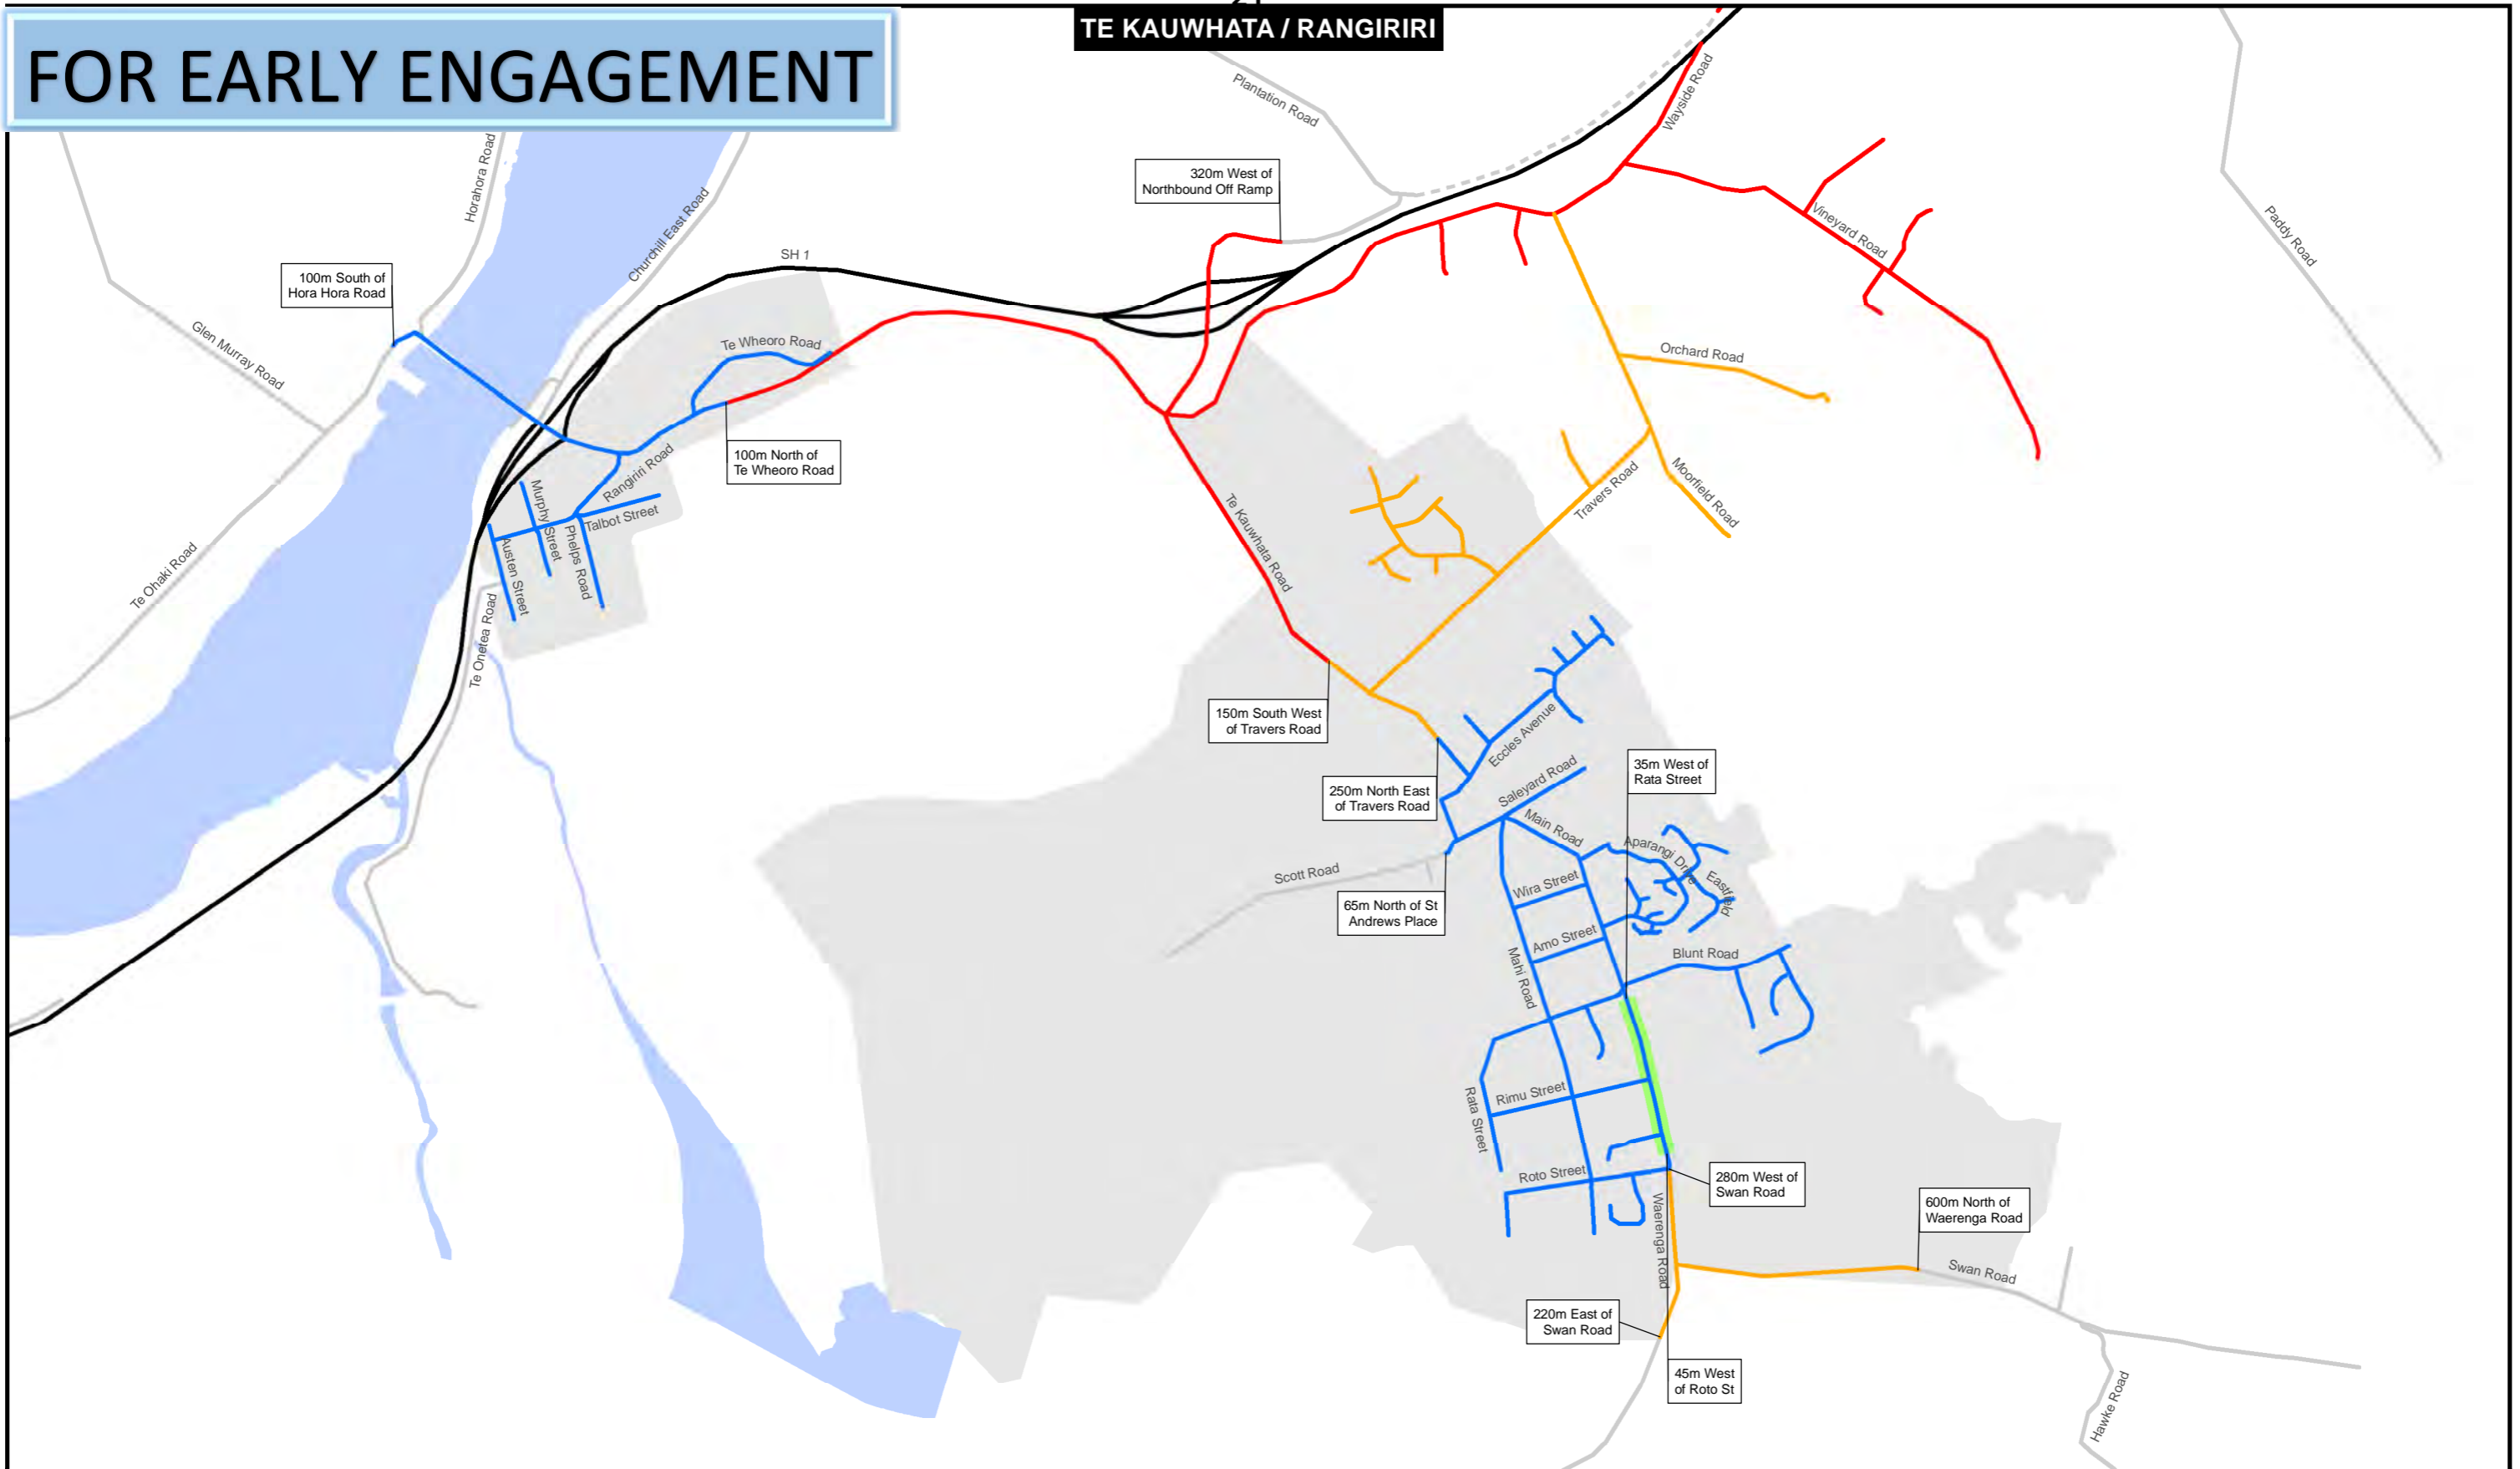 TE KAUWHATA / RANGIRIRI
FOR EARLY ENGAGEMENT
Plantation Road
Wayside Road
Horahora Road
Churchill East Road
320m West of
Northbound Off Ramp
Vineyard Road
Paddy Road
SH 1
100m South of
Hora Hora Road
Glen Murray Road
Te Wheoro Road
Orchard Road
100m North of
Te Wheoro Road
Rangiriri Road
Murphy Street
Talbot Street
Phelps Road
Austen Street
Te Kauwhata Road
Travers Road
Moorfield Road
Te Ohaki Road
Te Onetea Road
150m South West
of Travers Road
Eccles Avenue
35m West of
Rata Street
250m North East
of Travers Road
Saleyard Road
Main Road
Aparangi Drive
Eastfield
Scott Road
Wira Street
65m North of St
Andrews Place
Amo Street
Mahi Road
Blunt Road
Rimu Street
Rata Street
Roto Street
280m West of
Swan Road
Waerenga Road
600m North of
Waerenga Road
Swan Road
220m East of
Swan Road
45m West
of Roto St
Hawke Road